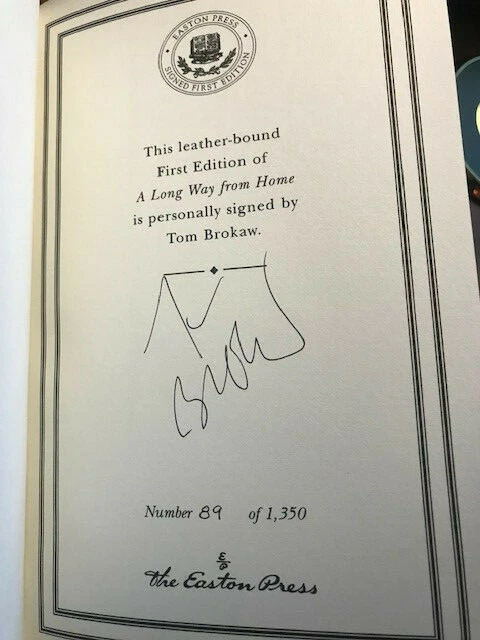 EASTON PRESS
SIGNED FIRST EDITION
This leather-bound
First Edition of
A Long Way from Home
is personally signed by
Tom Brokaw.
Number 89 of 1,350
E
P
the Easton Press